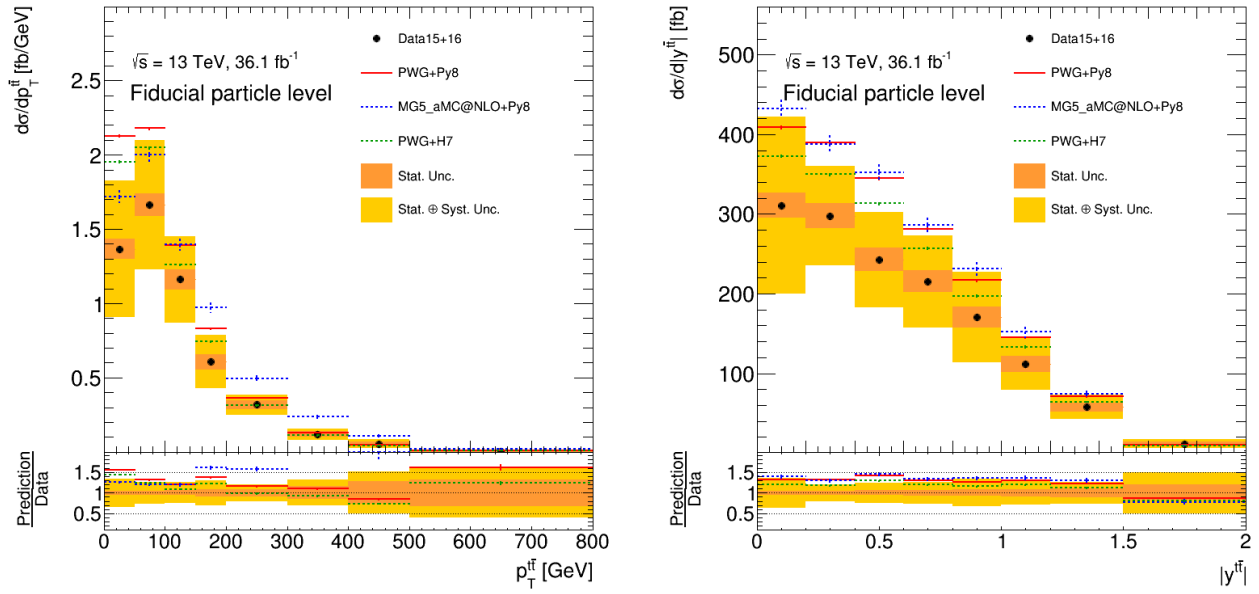 dσ/dp_T^{tt̄} [fb/GeV]
√s = 13 TeV, 36.1 fb⁻¹
Fiducial particle level
Data15+16
PWG+Py8
MG5_aMC@NLO+Py8
PWG+H7
Stat. Unc.
Stat. ⊕ Syst. Unc.
2.5
2
1.5
1
0.5
Prediction
Data
1.5
1
0.5
0 100 200 300 400 500 600 700 800
p_T^{tt̄} [GeV]
dσ/d|y^{tt̄}| [fb]
√s = 13 TeV, 36.1 fb⁻¹
Fiducial particle level
Data15+16
PWG+Py8
MG5_aMC@NLO+Py8
PWG+H7
Stat. Unc.
Stat. ⊕ Syst. Unc.
500
400
300
200
100
Prediction
Data
1.5
1
0.5
0 0.5 1 1.5 2
|y^{tt̄}|